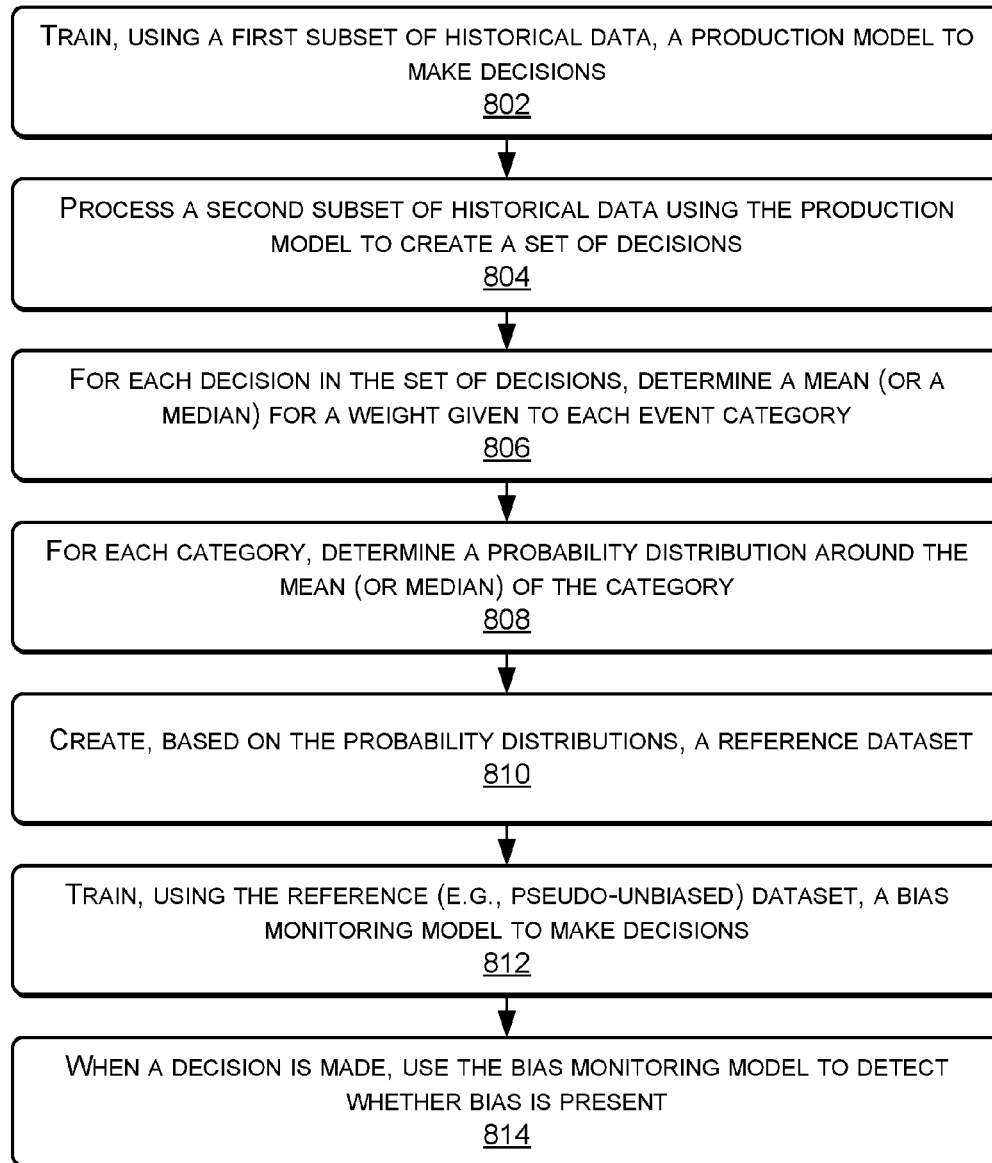 TRAIN, USING A FIRST SUBSET OF HISTORICAL DATA, A PRODUCTION MODEL TO
MAKE DECISIONS
802
PROCESS A SECOND SUBSET OF HISTORICAL DATA USING THE PRODUCTION
MODEL TO CREATE A SET OF DECISIONS
804
FOR EACH DECISION IN THE SET OF DECISIONS, DETERMINE A MEAN (OR A
MEDIAN) FOR A WEIGHT GIVEN TO EACH EVENT CATEGORY
806
FOR EACH CATEGORY, DETERMINE A PROBABILITY DISTRIBUTION AROUND THE
MEAN (OR MEDIAN) OF THE CATEGORY
808
CREATE, BASED ON THE PROBABILITY DISTRIBUTIONS, A REFERENCE DATASET
810
TRAIN, USING THE REFERENCE (E.G., PSEUDO-UNBIASED) DATASET, A BIAS
MONITORING MODEL TO MAKE DECISIONS
812
WHEN A DECISION IS MADE, USE THE BIAS MONITORING MODEL TO DETECT
WHETHER BIAS IS PRESENT
814